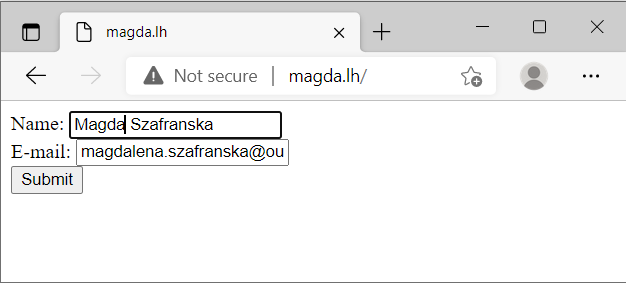 magda.lh
Not secure | magda.lh/
Name: Magda Szafranska
E-mail: magdalena.szafranska@ou
Submit